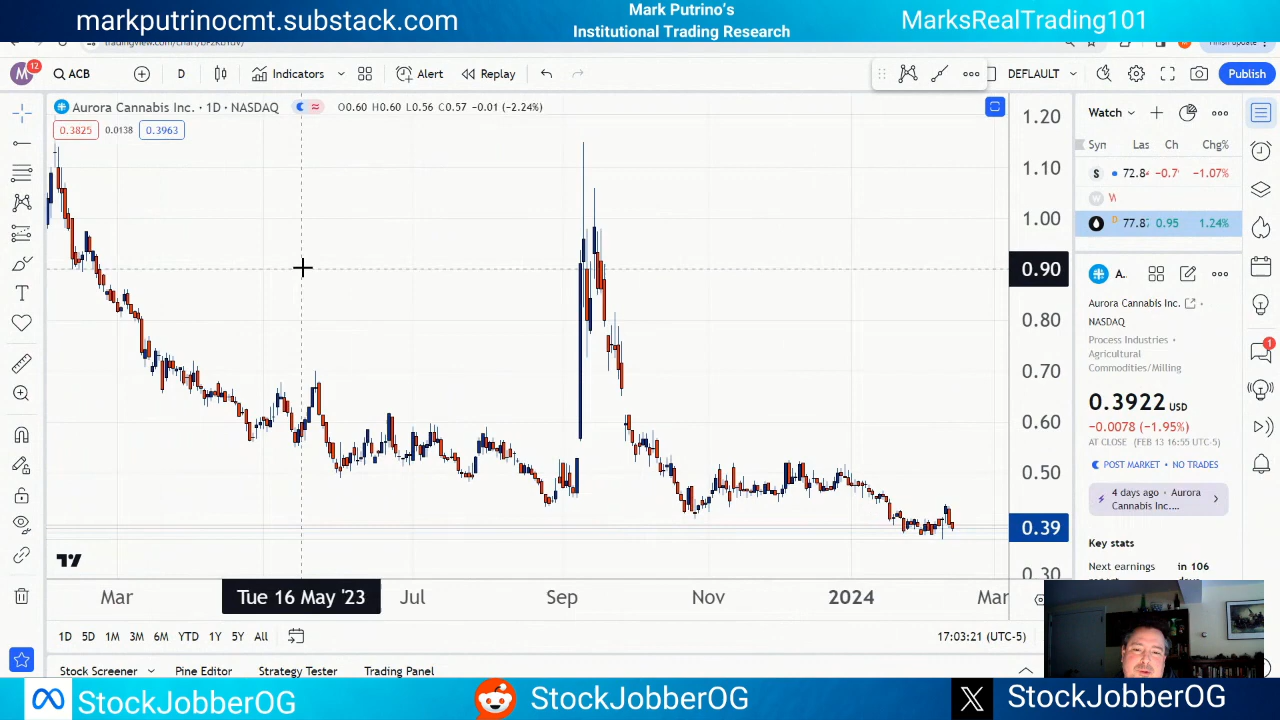 markputrinocmt.substack.com
Mark Putrino's
Institutional Trading Research
MarksRealTrading101
M
12
ACB
D
Indicators
Alert
Replay
DEFAULT
Publish
Aurora Cannabis Inc. · 1D · NASDAQ
O0.60 H0.60 L0.56 C0.57 -0.01 (-2.24%)
0.3825
0.0138
0.3963
1.20
1.10
1.00
0.90
0.80
0.70
0.60
0.50
0.39
0.30
Mar
Tue 16 May '23
Jul
Sep
Nov
2024
Mar
1D 5D 1M 3M 6M YTD 1Y 5Y All
17:03:21 (UTC-5)
Stock Screener
Pine Editor
Strategy Tester
Trading Panel
Watch
Syn
Las
Ch
Chg%
S
72.8
-0.7
-1.07%
W
D
77.8
0.95
1.24%
A.
Aurora Cannabis Inc.
NASDAQ
Process Industries •
Agricultural
Commodities/Milling
0.3922 USD
-0.0078 (-1.95%)
AT CLOSE (FEB 13 16:55 UTC-5)
POST MARKET • NO TRADES
4 days ago · Aurora
Cannabis Inc....
Key stats
Next earnings
in 106
1
StockJobberOG
StockJobberOG
StockJobberOG